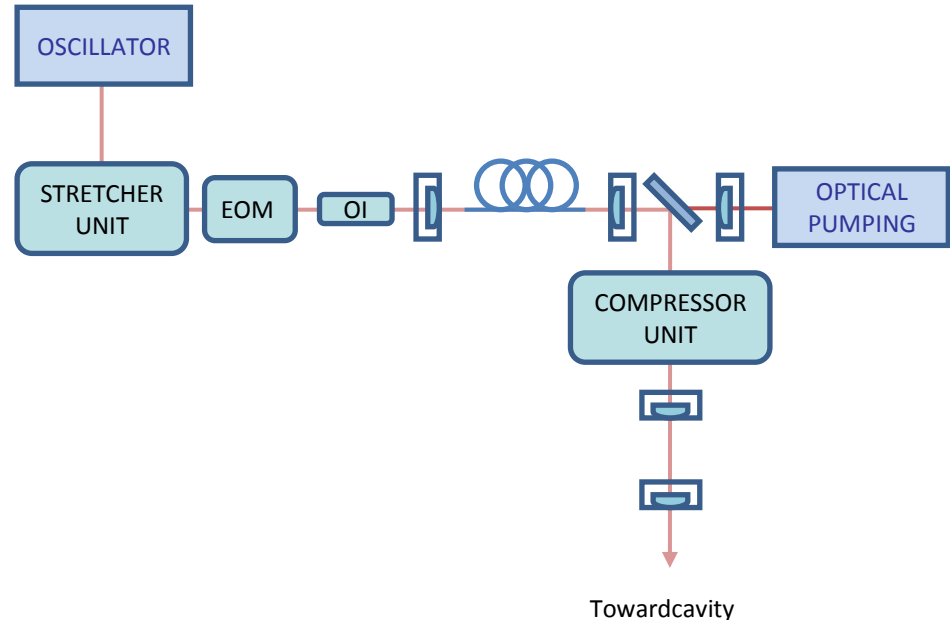 OSCILLATOR
STRETCHER
UNIT
EOM
OI
OPTICAL
PUMPING
COMPRESSOR
UNIT
Towardcavity